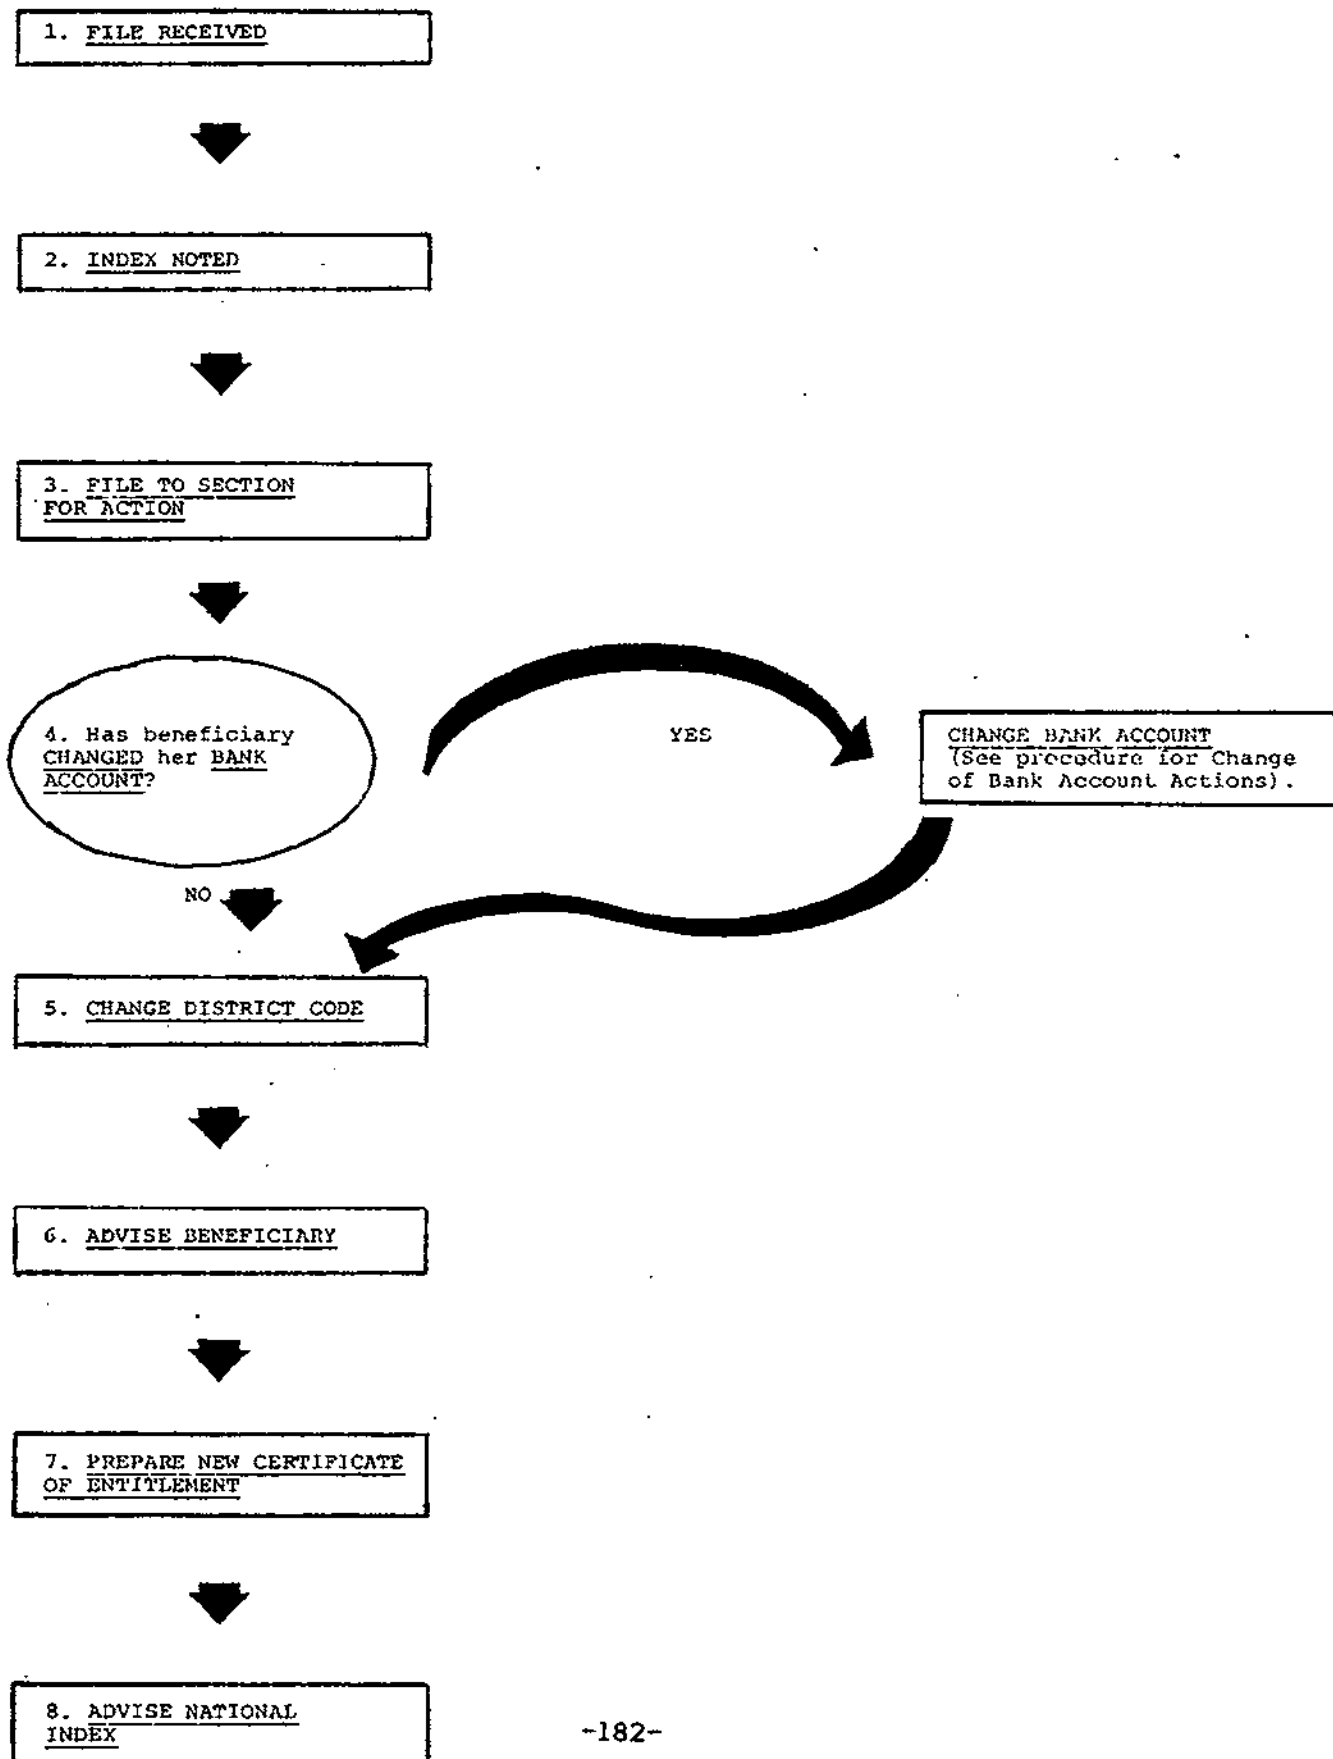 1. FILE RECEIVED
2. INDEX NOTED
3. FILE TO SECTION
FOR ACTION
4. Has beneficiary
CHANGED her BANK
ACCOUNT?
YES
CHANGE BANK ACCOUNT
(See procedure for Change
of Bank Account Actions).
NO
5. CHANGE DISTRICT CODE
6. ADVISE BENEFICIARY
7. PREPARE NEW CERTIFICATE
OF ENTITLEMENT
8. ADVISE NATIONAL
INDEX
-182-